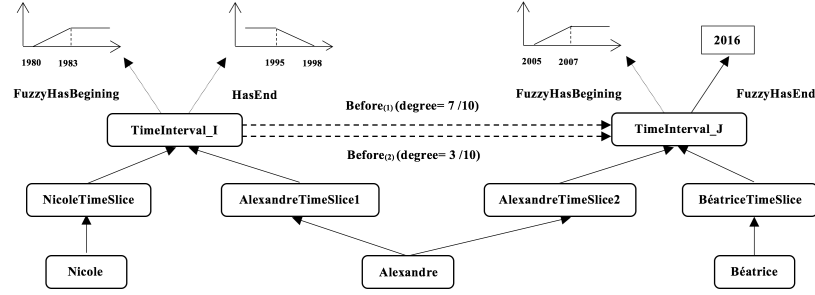 2016
1980 1983
1995 1998
2005 2007
FuzzyHasBegining
HasEnd
FuzzyHasBegining
FuzzyHasEnd
Before(1) (degree= 7 /10)
TimeInterval_I
TimeInterval_J
Before(2) (degree= 3 /10)
NicoleTimeSlice
AlexandreTimeSlice1
AlexandreTimeSlice2
BéatriceTimeSlice
Nicole
Alexandre
Béatrice